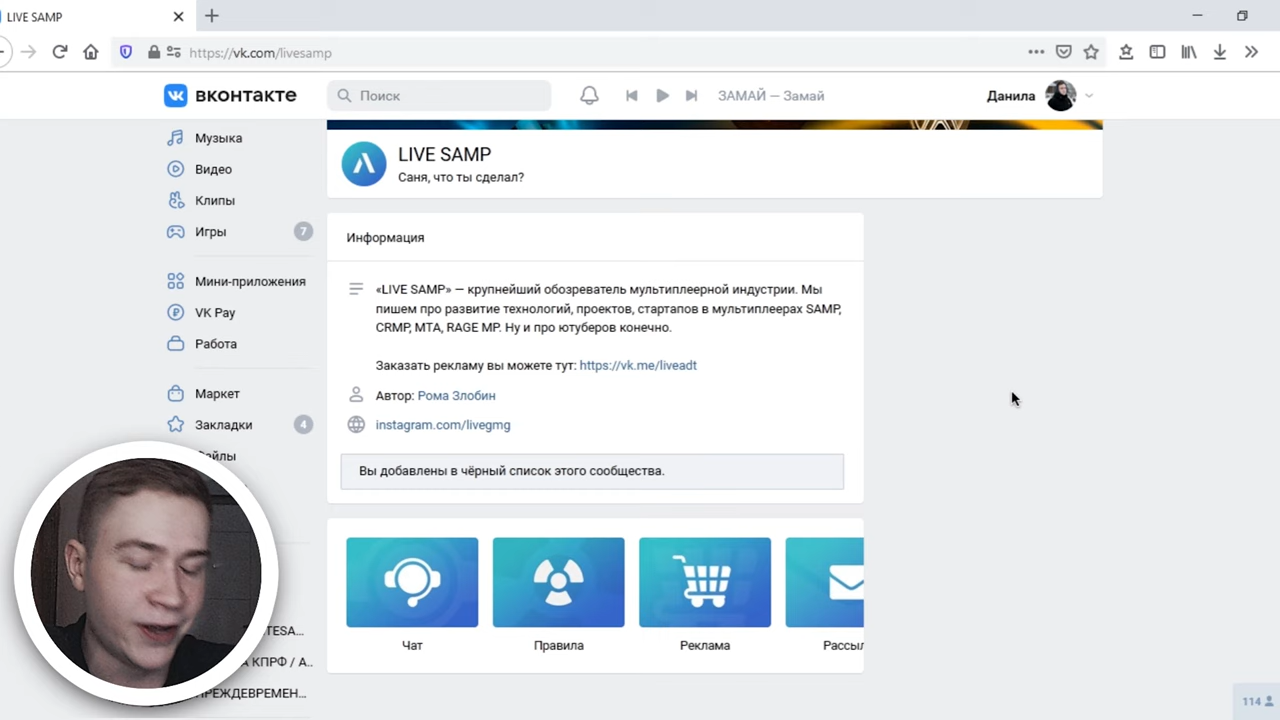 LIVE SAMP
https://vk.com/livesamp
вконтакте
Поиск
ЗАМАЙ — Замай
Данила
Музыка
Видео
Клипы
Игры
7
Мини-приложения
VK Pay
Работа
Маркет
Закладки
4
LIVE SAMP
Саня, что ты сделал?
Информация
«LIVE SAMP» — крупнейший обозреватель мультиплеерной индустрии. Мы
пишем про развитие технологий, проектов, стартапов в мультиплеерах SAMP,
CRMP, MTA, RAGE MP. Ну и про ютуберов конечно.
Заказать рекламу вы можете тут: https://vk.me/liveadt
Автор: Рома Злобин
instagram.com/livegmg
Вы добавлены в чёрный список этого сообщества.
Чат
Правила
Реклама
Рассыл
TESA...
КПРФ / А..
РЕЖДЕВРЕМЕН...
114